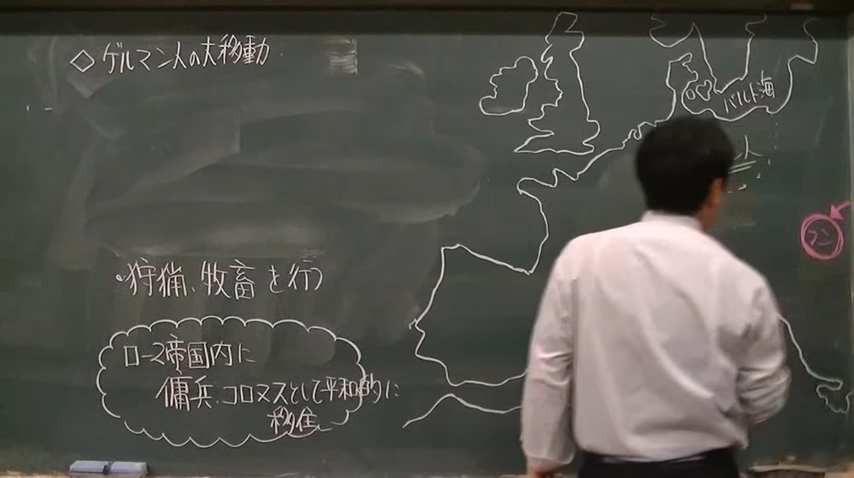 ◇ゲルマン人の大移動
バルト海
人
フン
・狩猟、牧畜を行う
ローマ帝国内に
傭兵、コロヌスとして平和的に
移住